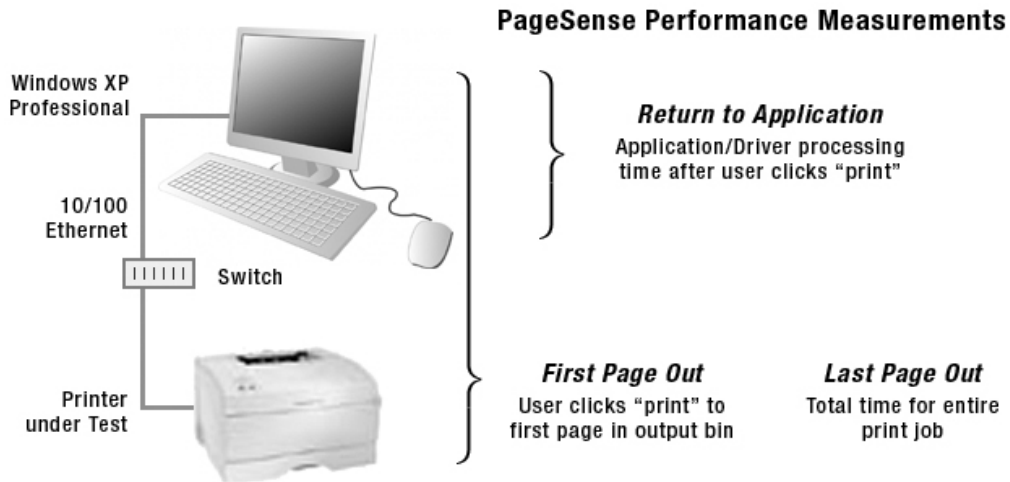 PageSense Performance Measurements
Windows XP
Professional
Return to Application
Application/Driver processing
time after user clicks “print”
10/100
Ethernet
Switch
Printer
under Test
First Page Out
User clicks “print” to
first page in output bin
Last Page Out
Total time for entire
print job